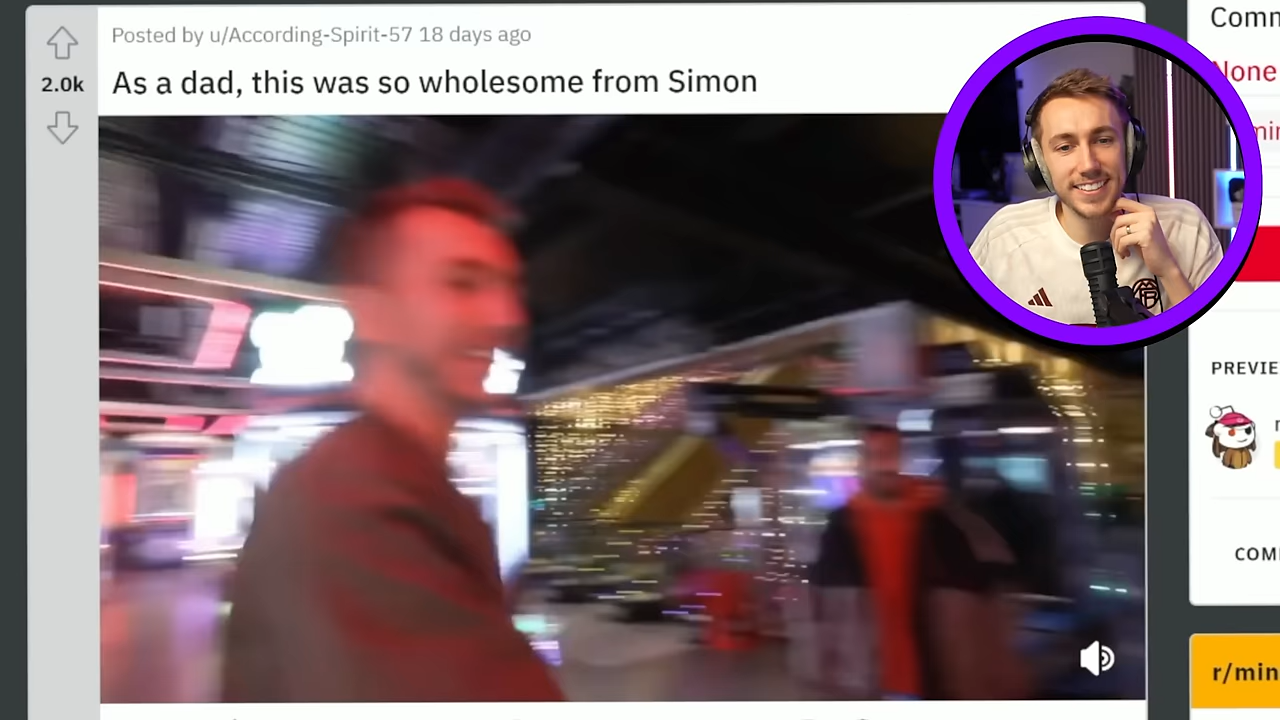 Posted by u/According-Spirit-57 18 days ago
2.0k
As a dad, this was so wholesome from Simon
None
PREVIE
COM
r/min